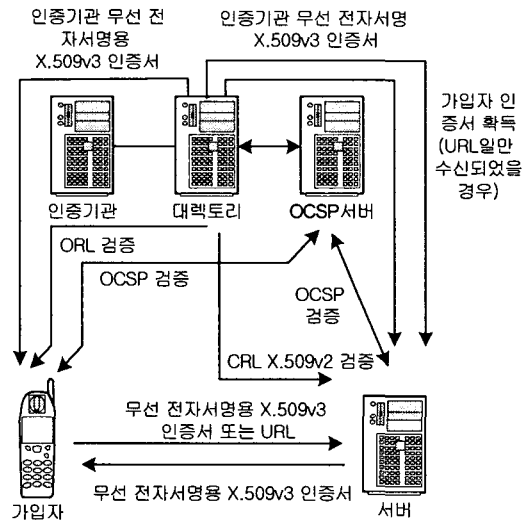 인증기관 무선 전
자서명용
X.509v3 인증서
인증기관 무선 전자서명
X.509v3 인증서
가입자 인
증서 확득
(URL일만
수신되었을
경우)
인증기관
대렉토리
OCSP서버
ORL 검증
OCSP 검증
OCSP
검증
CRL X.509v2 검증
무선 전자서명용 X.509v3
인증서 또는 URL
무선 전자서명용 X.509v3 인증서
가입자
서버